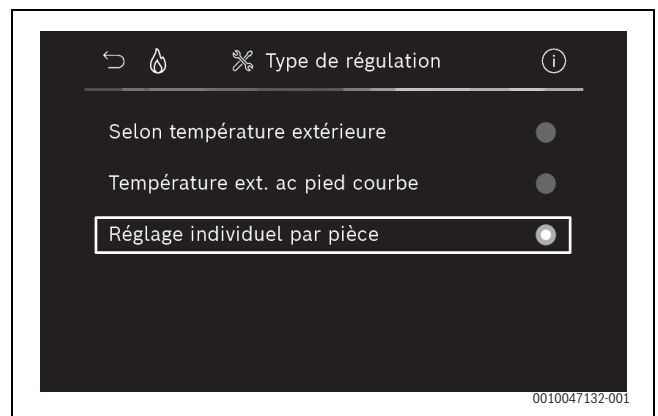 Type de régulation
Selon température extérieure
Température ext. ac pied courbe
Réglage individuel par pièce
0010047132-001